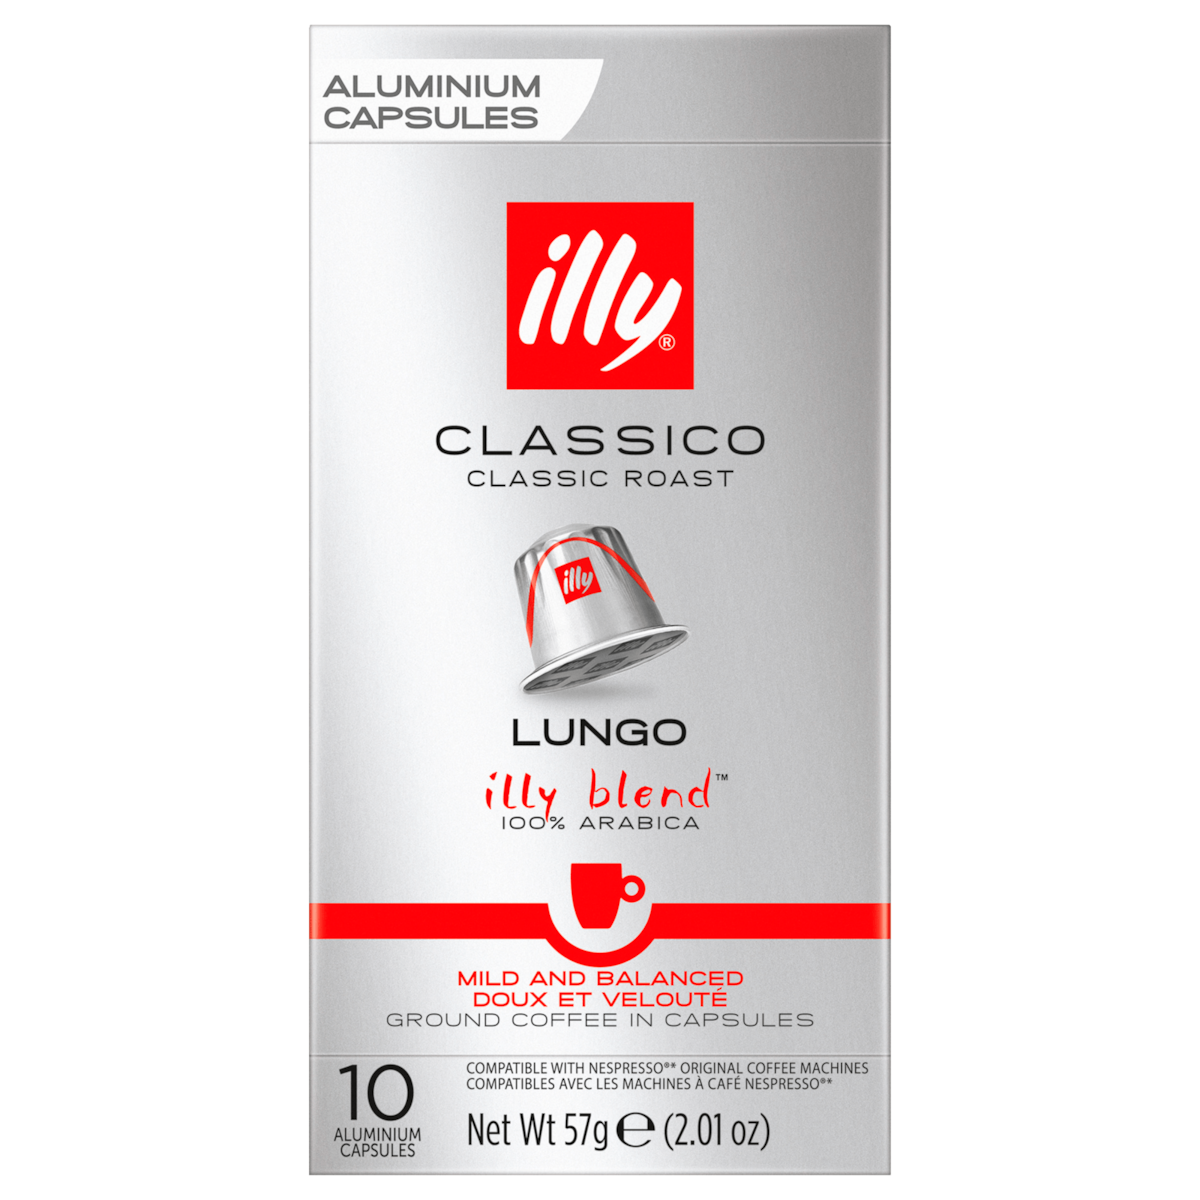 ALUMINIUM
CAPSULES
illy®
CLASSICO
CLASSIC ROAST
illy
LUNGO
illy blend™
100% ARABICA
MILD AND BALANCED
DOUX ET VELOUTÉ
GROUND COFFEE IN CAPSULES
10
ALUMINIUM
CAPSULES
COMPATIBLE WITH NESPRESSO®* ORIGINAL COFFEE MACHINES
COMPATIBLES AVEC LES MACHINES À CAFÉ NESPRESSO®*
Net Wt 57g ℮ (2.01 oz)